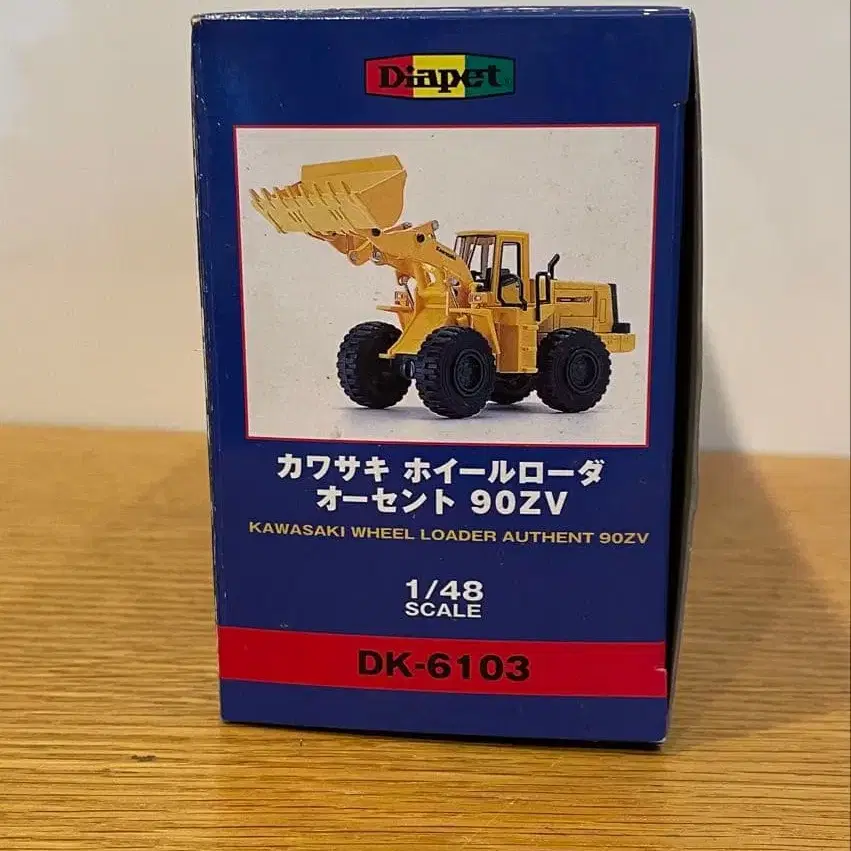 Diapet
カワサキ ホイールローダ
オーセント 90ZV
KAWASAKI WHEEL LOADER AUTHENT 90ZV
1/48
SCALE
DK-6103